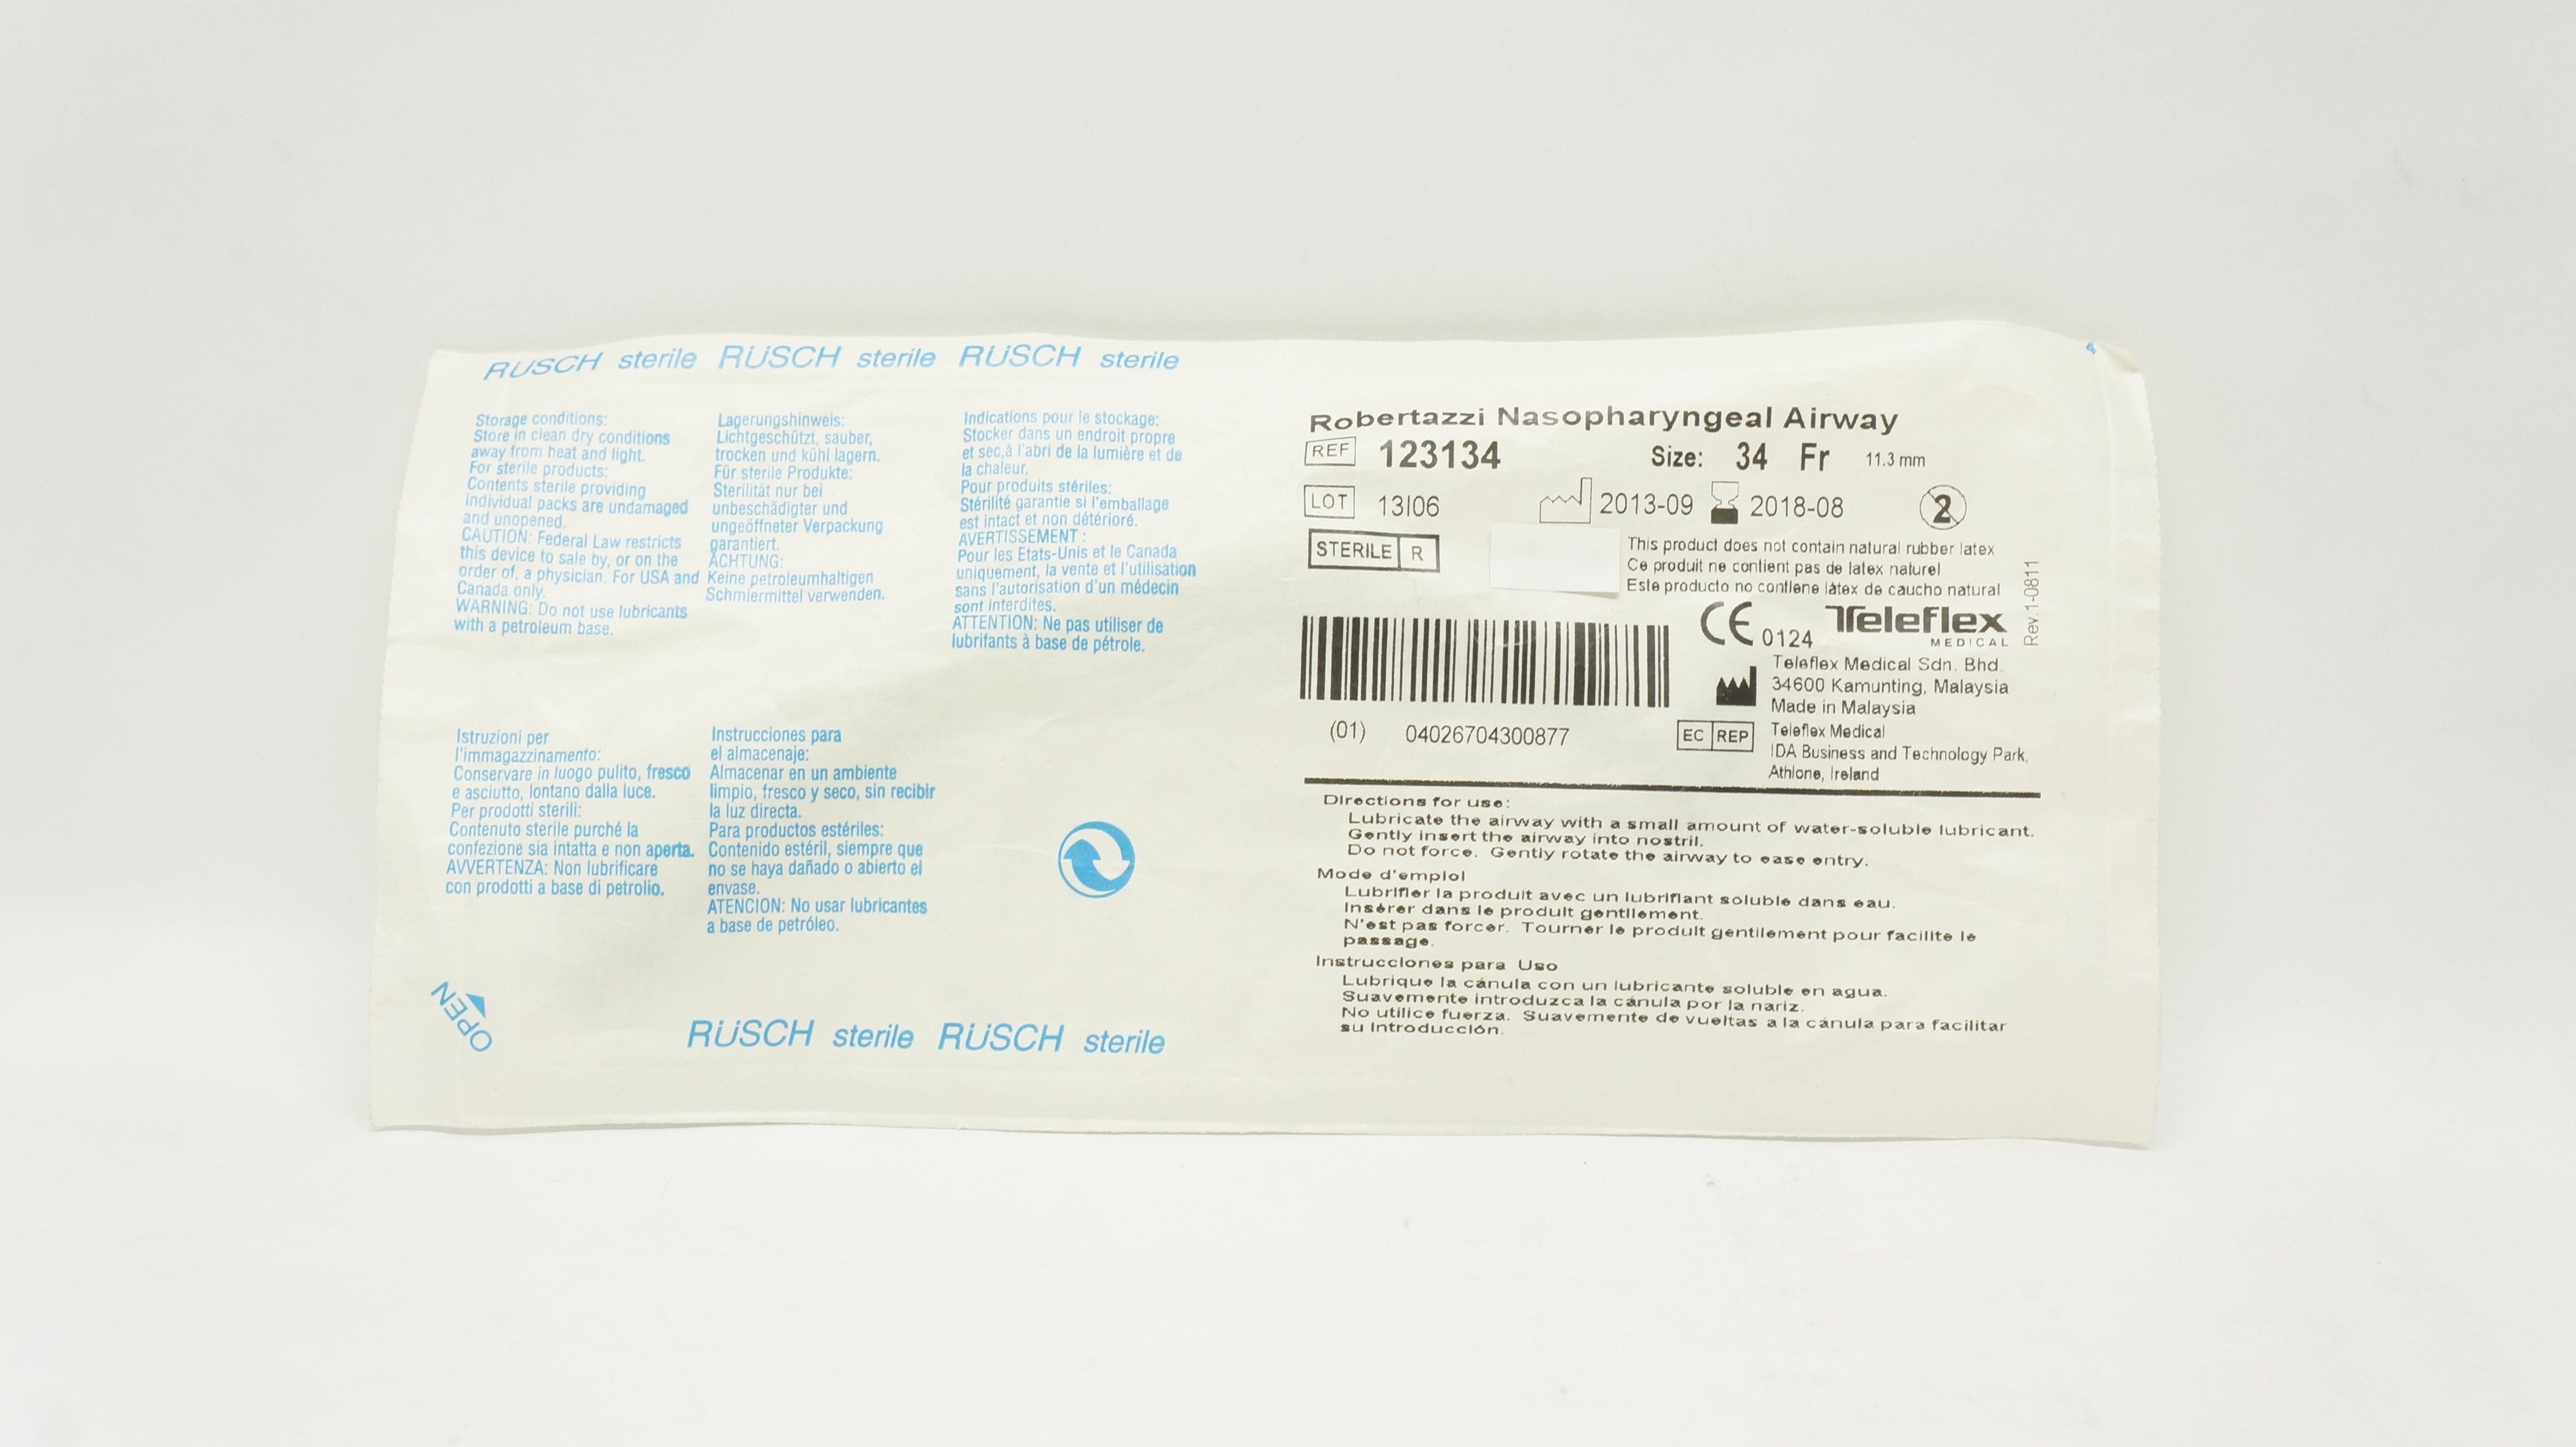 RÜSCH sterile RÜSCH sterile RÜSCH sterile
Storage conditions:
Store in clean dry conditions
away from heat and light.
For sterile products:
Contents sterile providing
individual packs are undamaged
and unopened.
CAUTION: Federal Law restricts
this device to sale by, or on the
order of, a physician. For USA and
Canada only.
WARNING: Do not use lubricants
with a petroleum base.
Lagerungshinweis:
Lichtgeschützt, sauber,
trocken und kühl lagern.
Für sterile Produkte:
Sterilität nur bei
unbeschädigter und
ungeöffneter Verpackung
garantiert.
ACHTUNG:
Keine petroleumhaltigen
Schmiermittel verwenden.
Indications pour le stockage:
Stocker dans un endroit propre
et sec,à l'abri de la lumière et de
la chaleur.
Pour produits stériles:
Stérilité garantie si l'emballage
est intact et non détérioré.
AVERTISSEMENT :
Pour les Etats-Unis et le Canada
uniquement, la vente et l'utilisation
sans l'autorisation d'un médecin
sont interdites.
ATTENTION: Ne pas utiliser de
lubrifants à base de pétrole.
Istruzioni per
l'immagazzinamento:
Conservare in luogo pulito, fresco
e asciutto, lontano dalla luce.
Per prodotti sterili:
Contenuto sterile purché la
confezione sia intatta e non aperta.
AVVERTENZA: Non lubrificare
con prodotti a base di petrolio.
Instrucciones para
el almacenaje:
Almacenar en un ambiente
limpio, fresco y seco, sin recibir
la luz directa.
Para productos estériles:
Contenido estéril, siempre que
no se haya dañado o abierto el
envase.
ATENCION: No usar lubricantes
a base de petróleo.
OPEN
RÜSCH sterile RÜSCH sterile
4
Robertazzi Nasopharyngeal Airway
REF 123134 Size: 34 Fr 11.3 mm
LOT 13I06 2013-09 2018-08 2
STERILE R
This product does not contain natural rubber latex
Ce produit ne contient pas de latex naturel
Este producto no contiene látex de caucho natural
Rev.1-0811
CE 0124 Teleflex
MEDICAL
Teleflex Medical Sdn. Bhd.
34600 Kamunting, Malaysia
Made in Malaysia
(01) 04026704300877
EC REP Teleflex Medical
IDA Business and Technology Park,
Athlone, Ireland
Directions for use:
Lubricate the airway with a small amount of water-soluble lubricant.
Gently insert the airway into nostril.
Do not force. Gently rotate the airway to ease entry.
Mode d'emploi
Lubrifier la produit avec un lubrifiant soluble dans eau.
Insérer dans le produit gentilement.
N'est pas forcer. Tourner le produit gentilement pour facilite le
passage.
Instrucciones para Uso
Lubrique la cánula con un lubricante soluble en agua.
Suavemente introduzca la cánula por la nariz.
No utilice fuerza. Suavemente de vueltas a la cánula para facilitar
su Introducción.